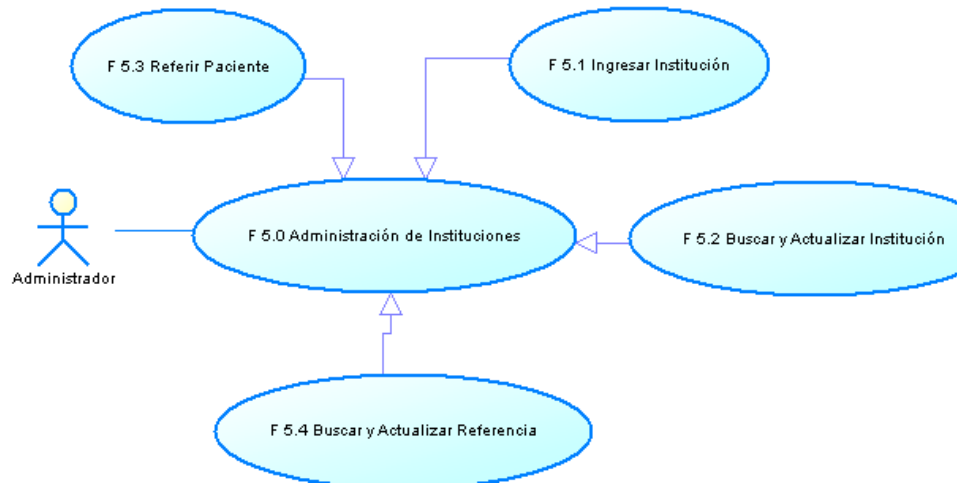 F 5.3 Referir Paciente
F 5.1 Ingresar Institución
F 5.0 Administración de Instituciones
F 5.2 Buscar y Actualizar Institución
Administrador
F 5.4 Buscar y Actualizar Referencia